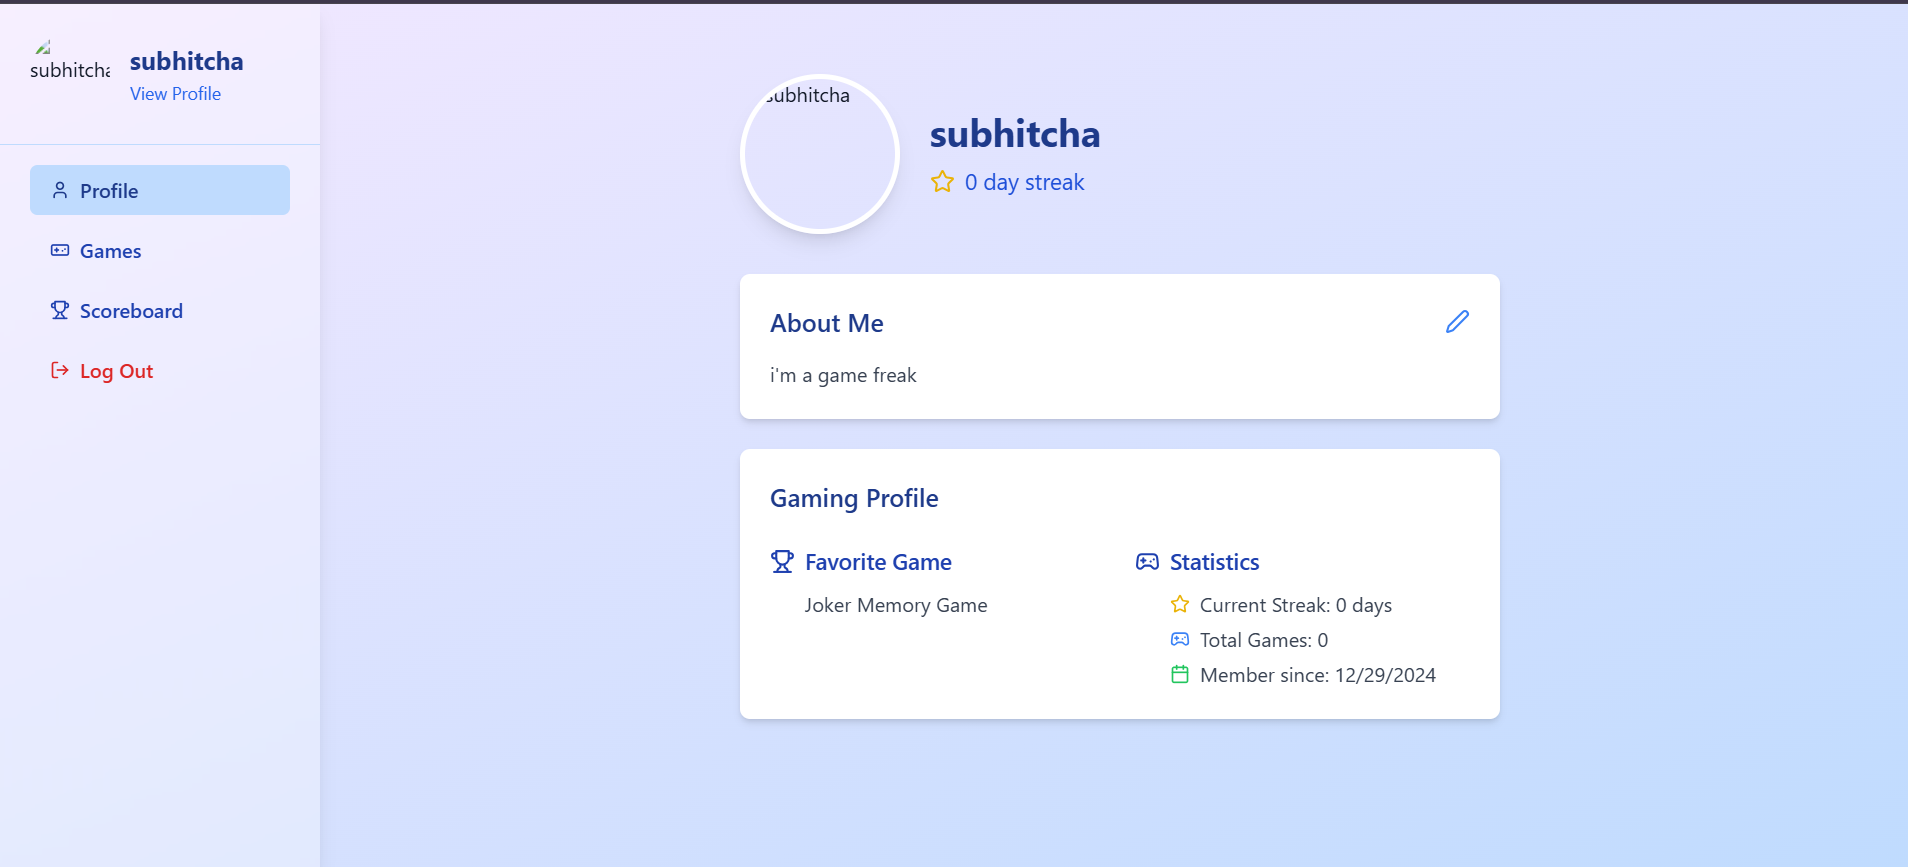 subhitcha
subhitcha
View Profile
Profile
Games
Scoreboard
Log Out
subhitcha
subhitcha
0 day streak
About Me
i'm a game freak
Gaming Profile
Favorite Game
Joker Memory Game
Statistics
Current Streak: 0 days
Total Games: 0
Member since: 12/29/2024